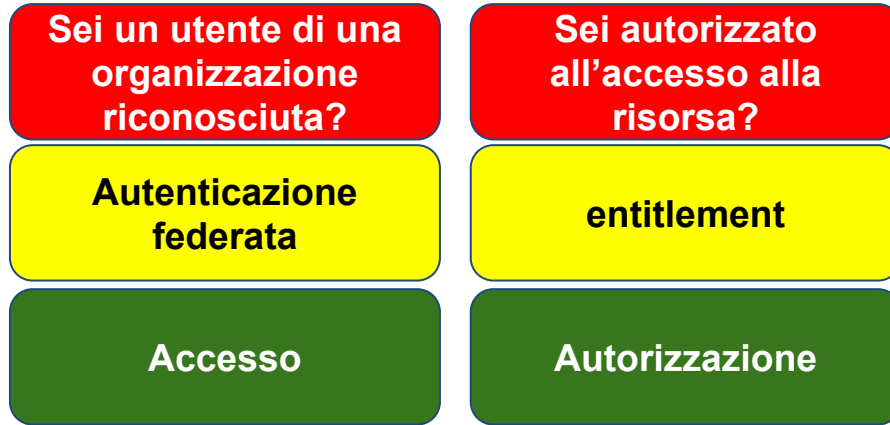 Sei un utente di una
organizzazione
riconosciuta?
Sei autorizzato
all’accesso alla
risorsa?
Autenticazione
federata
entitlement
Accesso
Autorizzazione